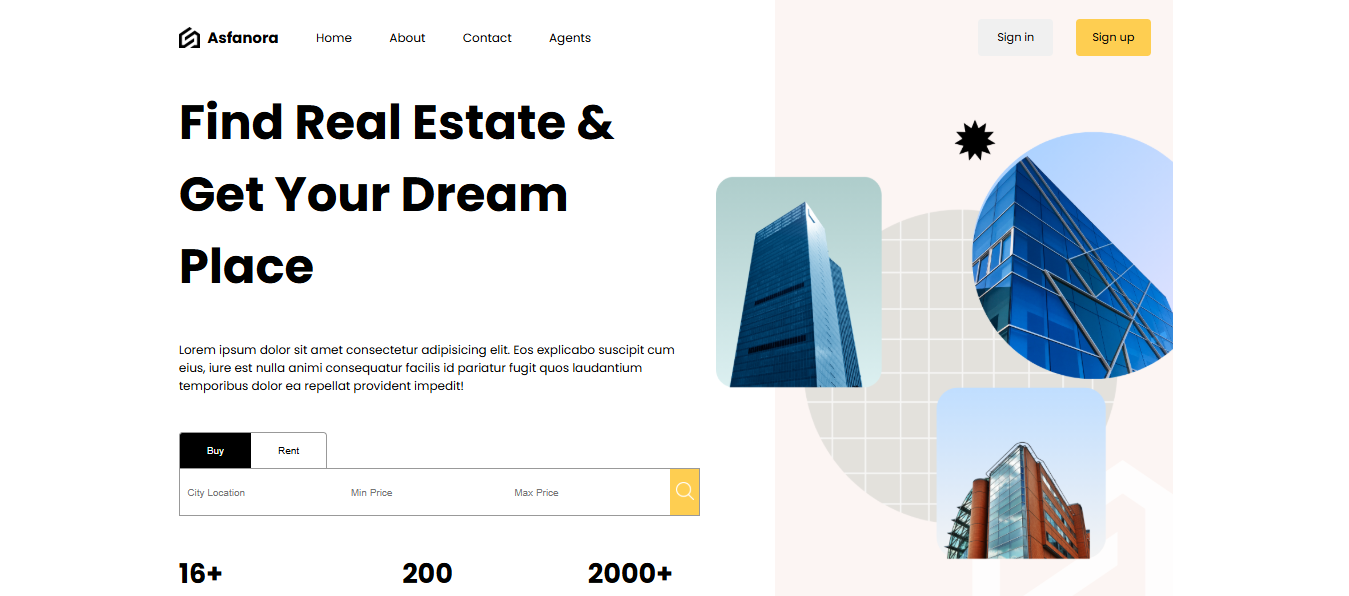 Asfanora
Home
About
Contact
Agents
Sign in
Sign up
Find Real Estate &
Get Your Dream
Place
Lorem ipsum dolor sit amet consectetur adipisicing elit. Eos explicabo suscipit cum
eius, iure est nulla animi consequatur facilis id pariatur fugit quos laudantium
temporibus dolor ea repellat provident impedit!
Buy
Rent
City Location
Min Price
Max Price
16+
200
2000+